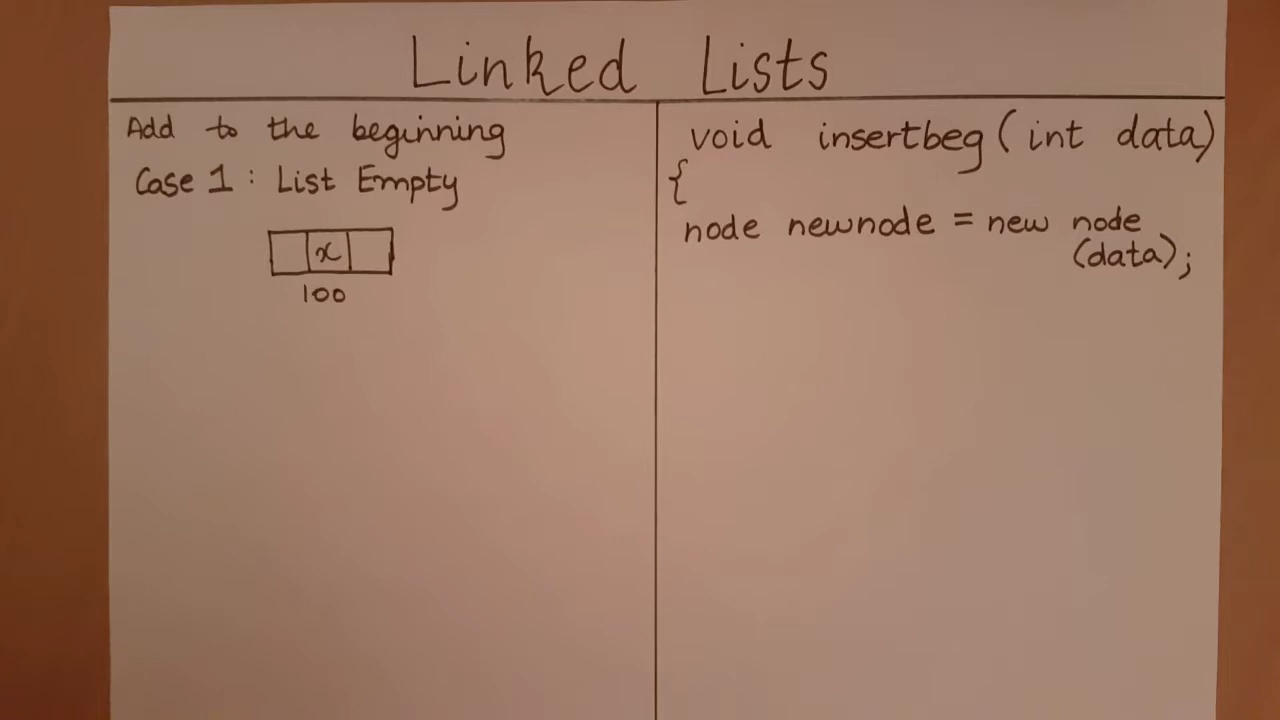 Linked Lists
Add to the beginning
Case 1 : List Empty
x
100
void insertbeg (int data)
{
node newnode = new node
(data);